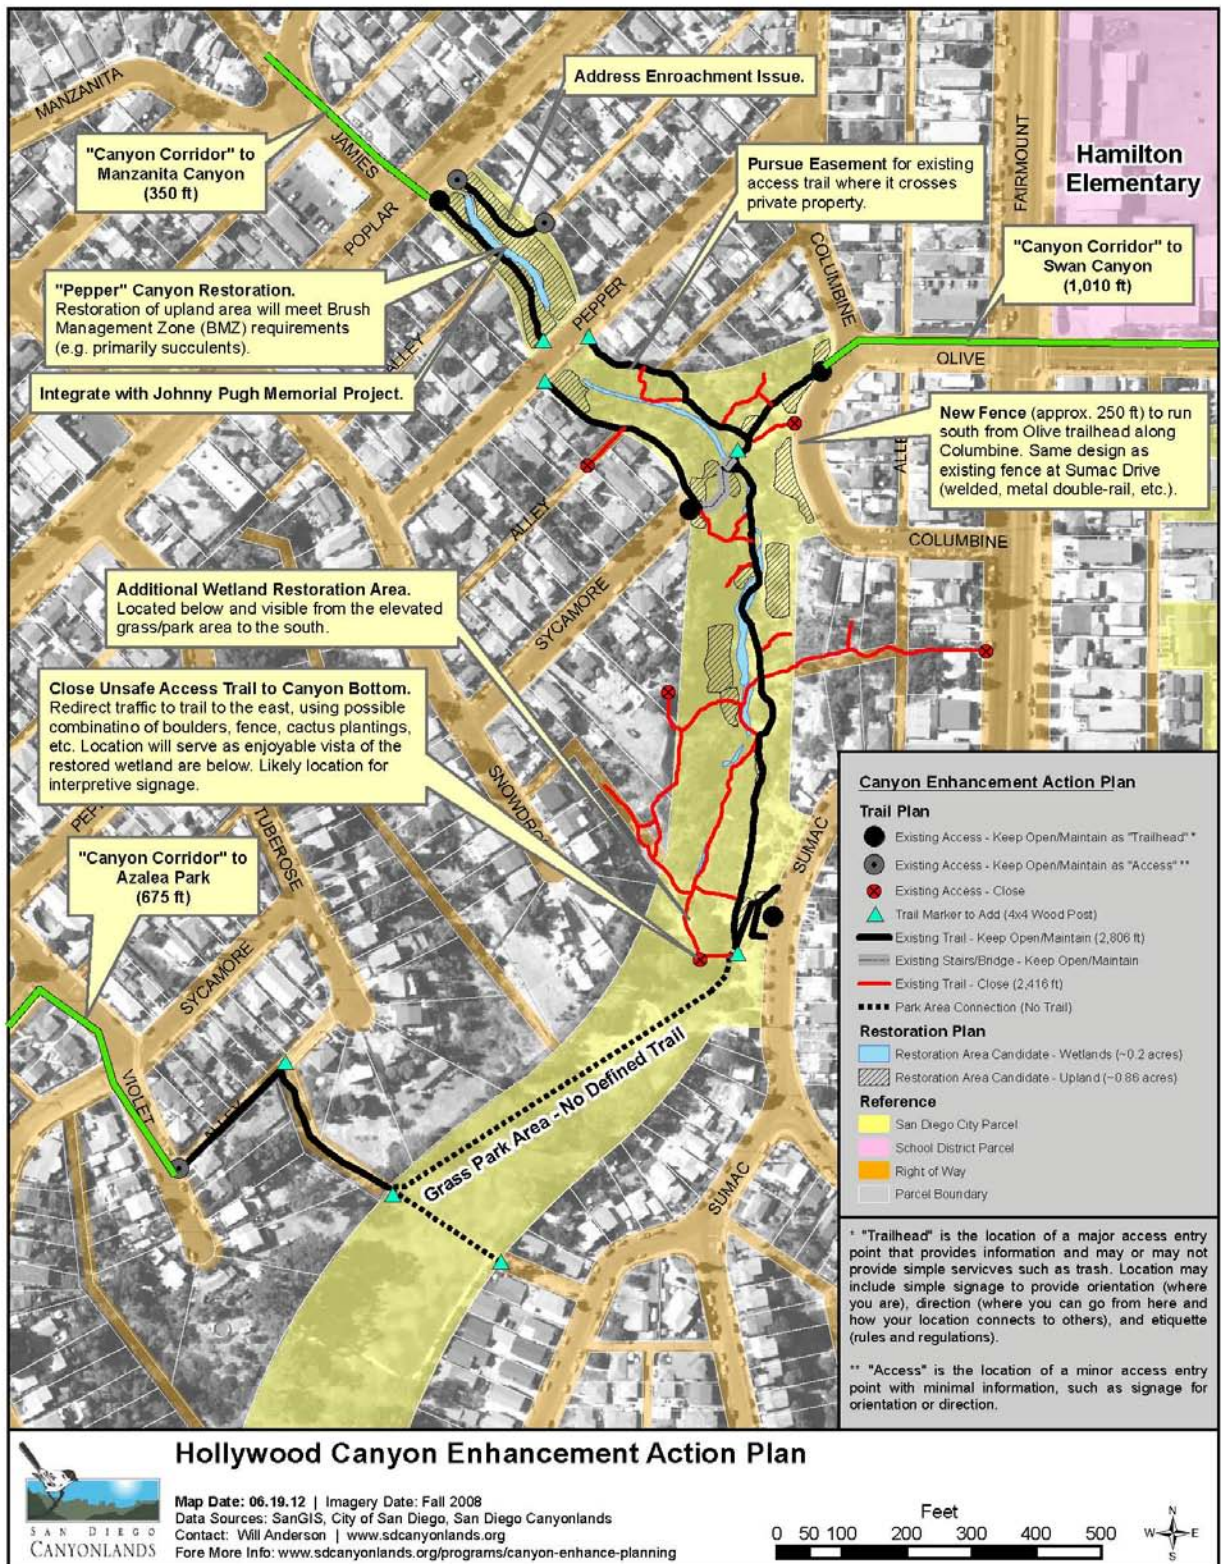 MANZANITA
Address Enroachment Issue.
"Canyon Corridor" to
Manzanita Canyon
(350 ft)
JAMIES
POPLAR
Pursue Easement for existing
access trail where it crosses
private property.
FAIRMOUNT
Hamilton
Elementary
COLUMBINE
"Canyon Corridor" to
Swan Canyon
(1,010 ft)
"Pepper" Canyon Restoration.
Restoration of upland area will meet Brush
Management Zone (BMZ) requirements
(e.g. primarily succulents).
PEPPER
ALLEY
OLIVE
Integrate with Johnny Pugh Memorial Project.
New Fence (approx. 250 ft) to run
south from Olive trailhead along
Columbine. Same design as
existing fence at Sumac Drive
(welded, metal double-rail, etc.).
ALLEY
COLUMBINE
SYCAMORE
Additional Wetland Restoration Area.
Located below and visible from the elevated
grass/park area to the south.
Close Unsafe Access Trail to Canyon Bottom.
Redirect traffic to trail to the east, using possible
combinatino of boulders, fence, cactus plantings,
etc. Location will serve as enjoyable vista of the
restored wetland are below. Likely location for
interpretive signage.
TUBEROSE
SUMAC
"Canyon Corridor" to
Azalea Park
(675 ft)
SYCAMORE
VIOLET
ALLEY
Grass Park Area - No Defined Trail
SUMAC
Canyon Enhancement Action Plan
Trail Plan
Existing Access - Keep Open/Maintain as "Trailhead" *
Existing Access - Keep Open/Maintain as "Access" **
Existing Access - Close
Trail Marker to Add (4x4 Wood Post)
Existing Trail - Keep Open/Maintain (2,806 ft)
Existing Stairs/Bridge - Keep Open/Maintain
Existing Trail - Close (2,416 ft)
Park Area Connection (No Trail)
Restoration Plan
Restoration Area Candidate - Wetlands (~0.2 acres)
Restoration Area Candidate - Upland (~0.86 acres)
Reference
San Diego City Parcel
School District Parcel
Right of Way
Parcel Boundary
* "Trailhead" is the location of a major access entry
point that provides information and may or may not
provide simple servicves such as trash. Location may
include simple signage to provide orientation (where
you are), direction (where you can go from here and
how your location connects to others), and etiquette
(rules and regulations).
** "Access" is the location of a minor access entry
point with minimal information, such as signage for
orientation or direction.
Hollywood Canyon Enhancement Action Plan
Map Date: 06.19.12 | Imagery Date: Fall 2008
Data Sources: SanGIS, City of San Diego, San Diego Canyonlands
Contact: Will Anderson | www.sdcanyonlands.org
Fore More Info: www.sdcanyonlands.org/programs/canyon-enhance-planning
SAN DIEGO
CANYONLANDS
Feet
0 50 100 200 300 400 500
N
W E
S